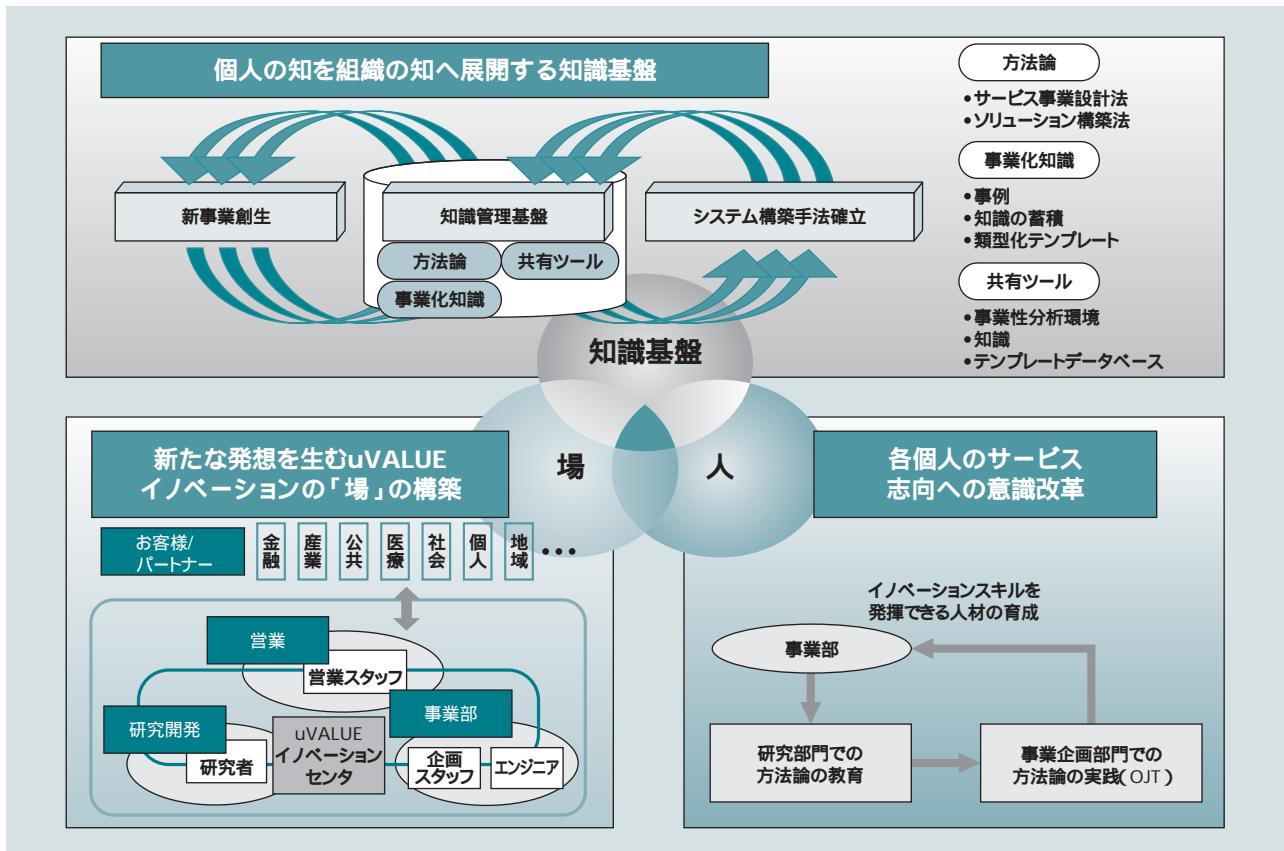 個人の知を組織の知へ展開する知識基盤
新事業創生
知識管理基盤
システム構築手法確立
方法論
共有ツール
事業化知識
方法論
•サービス事業設計法
•ソリューション構築法
事業化知識
•事例
•知識の蓄積
•類型化テンプレート
共有ツール
•事業性分析環境
•知識
•テンプレートデータベース
知識基盤
場
人
新たな発想を生むuVALUE
イノベーションの「場」の構築
お客様/
パートナー
金融
産業
公共
医療
社会
個人
地域
•••
営業
営業スタッフ
研究開発
研究者
uVALUE
イノベーション
センタ
事業部
企画
スタッフ
エンジニア
各個人のサービス
志向への意識改革
イノベーションスキルを
発揮できる人材の育成
事業部
研究部門での
方法論の教育
事業企画部門での
方法論の実践(OJT)